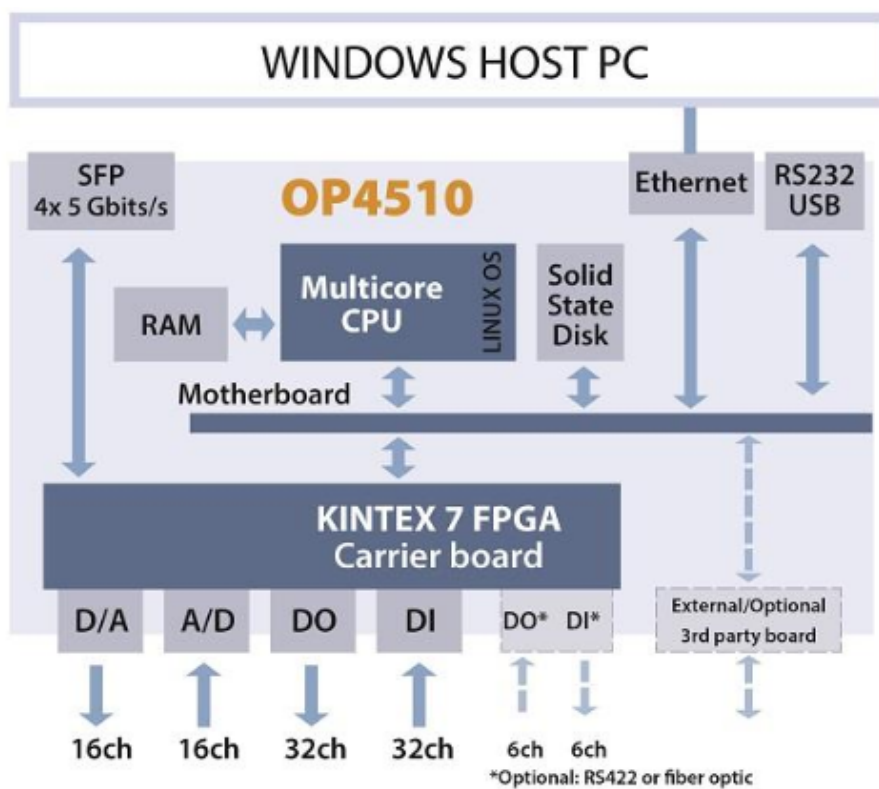 WINDOWS HOST PC
SFP
4x 5 Gbits/s
OP4510
Ethernet
RS232
USB
Multicore
CPU
LINUX OS
Solid
State
Disk
RAM
Motherboard
KINTEX 7 FPGA
Carrier board
D/A
A/D
DO
DI
DO*
DI*
External/Optional
3rd party board
16ch
16ch
32ch
32ch
6ch
6ch
*Optional: RS422 or fiber optic